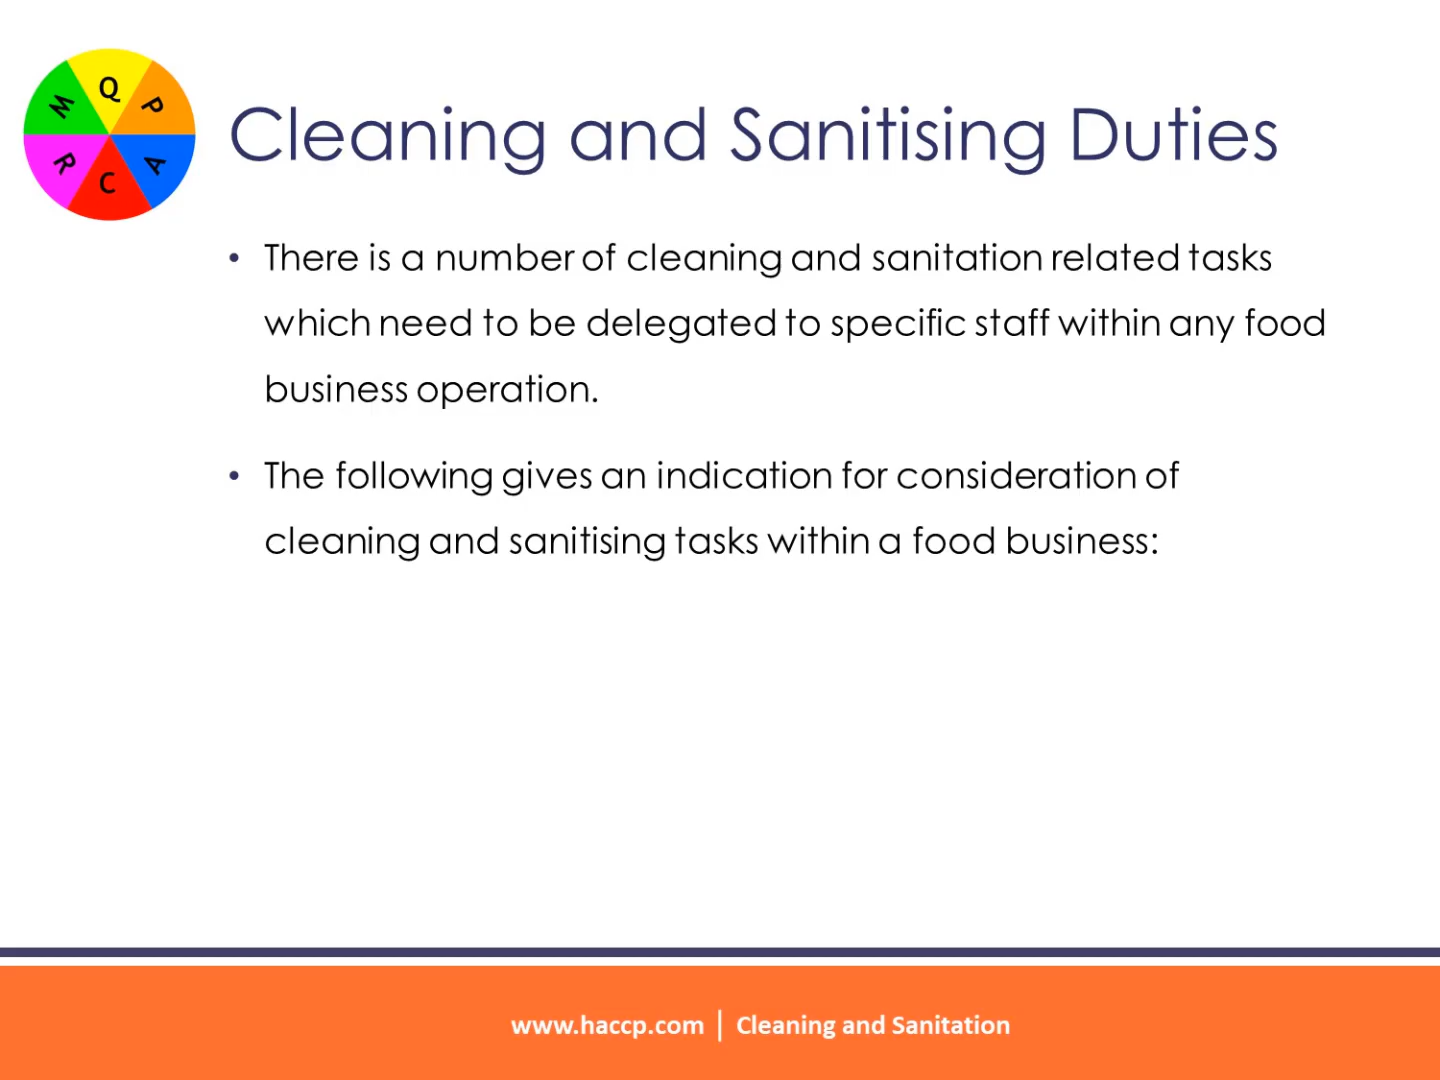 Q
M
P
R
A
C
Cleaning and Sanitising Duties
• There is a number of cleaning and sanitation related tasks
which need to be delegated to specific staff within any food
business operation.
• The following gives an indication for consideration of
cleaning and sanitising tasks within a food business:
www.haccp.com | Cleaning and Sanitation